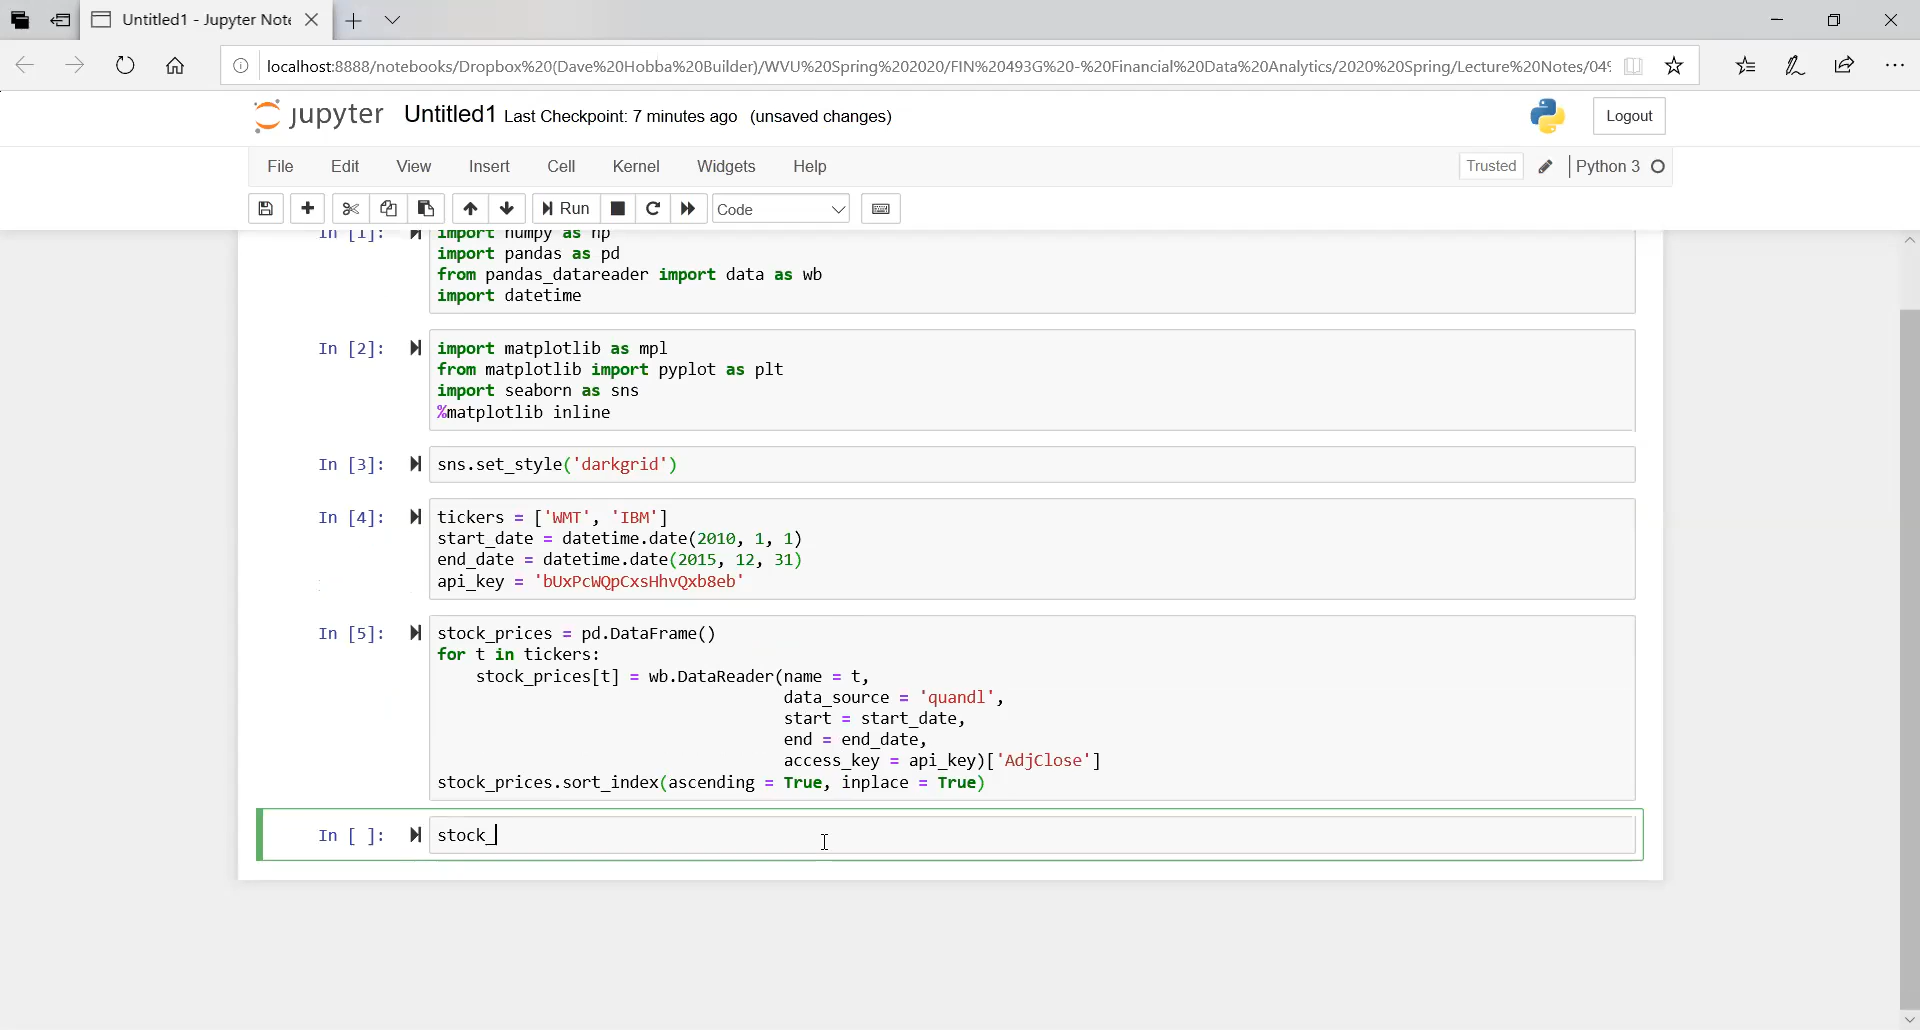 Untitled1 - Jupyter Note
localhost:8888/notebooks/Dropbox%20(Dave%20Hobba%20Builder)/WVU%20Spring%202020/FIN%20493G%20-%20Financial%20Data%20Analytics/2020%20Spring/Lecture%20Notes/04%
jupyter Untitled1 Last Checkpoint: 7 minutes ago (unsaved changes) Logout
File Edit View Insert Cell Kernel Widgets Help Trusted Python 3
Run Code
In [1]: import numpy as np
import pandas as pd
from pandas_datareader import data as wb
import datetime
In [2]: import matplotlib as mpl
from matplotlib import pyplot as plt
import seaborn as sns
%matplotlib inline
In [3]: sns.set_style('darkgrid')
In [4]: tickers = ['WMT', 'IBM']
start_date = datetime.date(2010, 1, 1)
end_date = datetime.date(2015, 12, 31)
api_key = 'bUxPcWQpCxsHhvQxb8eb'
In [5]: stock_prices = pd.DataFrame()
for t in tickers:
stock_prices[t] = wb.DataReader(name = t,
data_source = 'quandl',
start = start_date,
end = end_date,
access_key = api_key)['AdjClose']
stock_prices.sort_index(ascending = True, inplace = True)
In [ ]: stock_